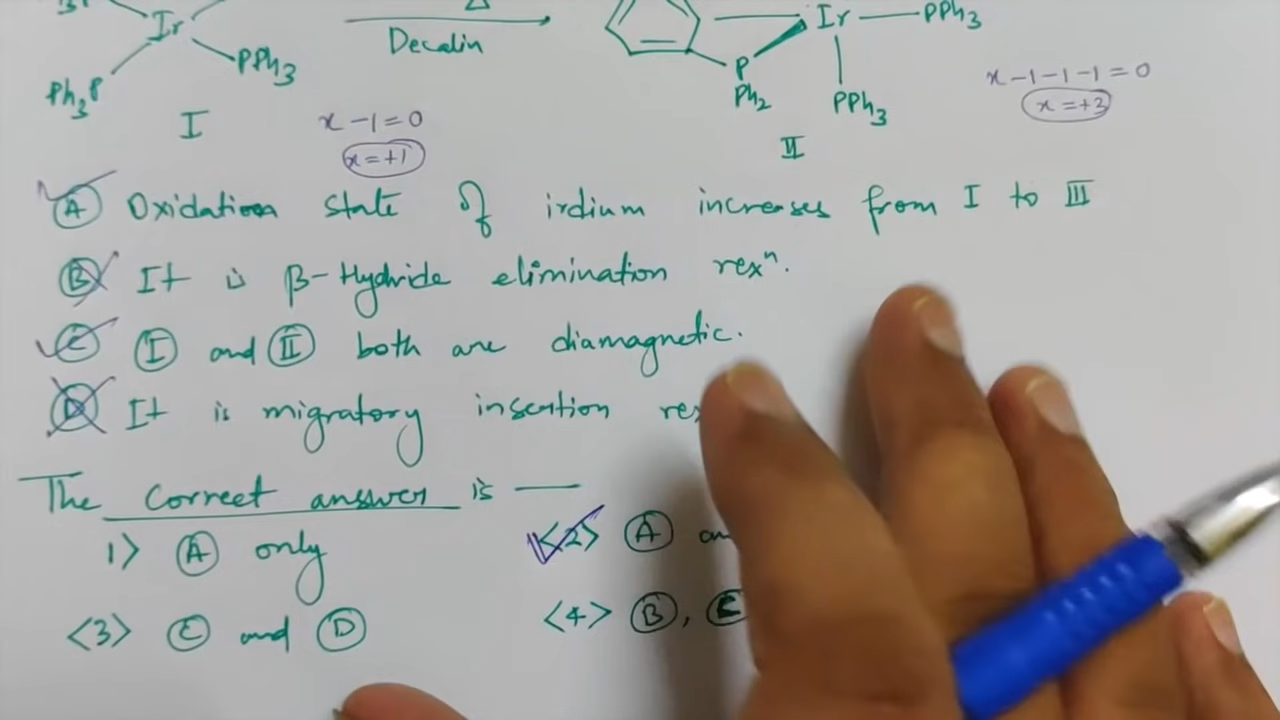 Ir
Ph3P PPh3
I
Δ
Decalin
Ir PPh3
P
Ph2 PPh3
II
x - 1 = 0
x = +1
x - 1 - 1 - 1 = 0
x = +3
A Oxidation state of irdium increases from I to III
B It is β-Hydride elimination rexⁿ.
C I and II both are diamagnetic.
D It is migratory insertion
The correct answer is —
1> A only
<2> A
<3> C and D
<4> B, C